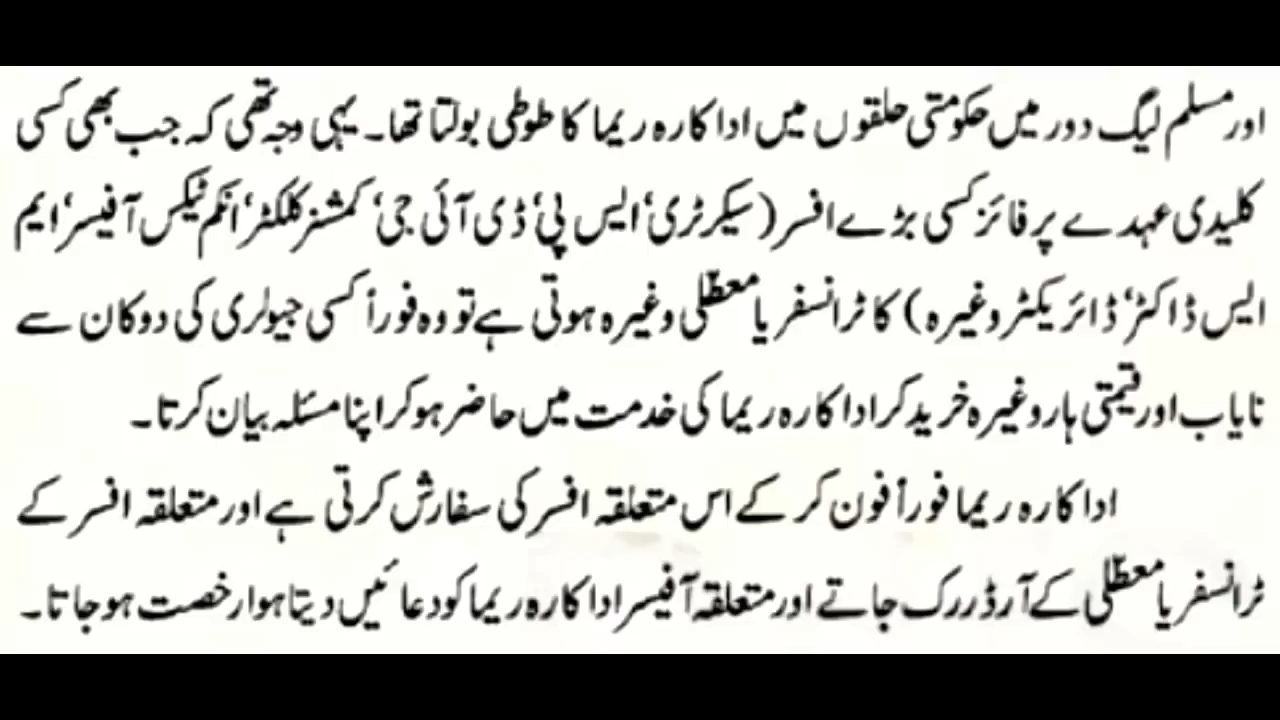 اور مسلم لیگ دور میں حکومتی حلقوں میں اداکارہ ریما کا طوطی بولتا تھا۔ یہی وجہ تھی کہ جب بھی کسی
کلیدی عہدے پر فائز کسی بڑے افسر (سیکرٹری‘ ایس پی‘ ڈی آئی جی‘ کمشنر کلکٹر‘ انکم ٹیکس آفیسر‘ ایم
ایس ڈاکٹر‘ ڈائریکٹر وغیرہ) کا ٹرانسفر یا معطلی وغیرہ ہوتی ہے تو وہ فوراً کسی جیولری کی دوکان سے
نایاب اور قیمتی ہار وغیرہ خرید کر اداکارہ ریما کی خدمت میں حاضر ہو کر اپنا مسئلہ بیان کرتا۔
اداکارہ ریما فوراً فون کر کے اس متعلقہ افسر کی سفارش کرتی ہے اور متعلقہ افسر کے
ٹرانسفر یا معطلی کے آرڈر رک جاتے اور متعلقہ آفیسر اداکارہ ریما کو دعائیں دیتا ہوا رخصت ہو جاتا۔